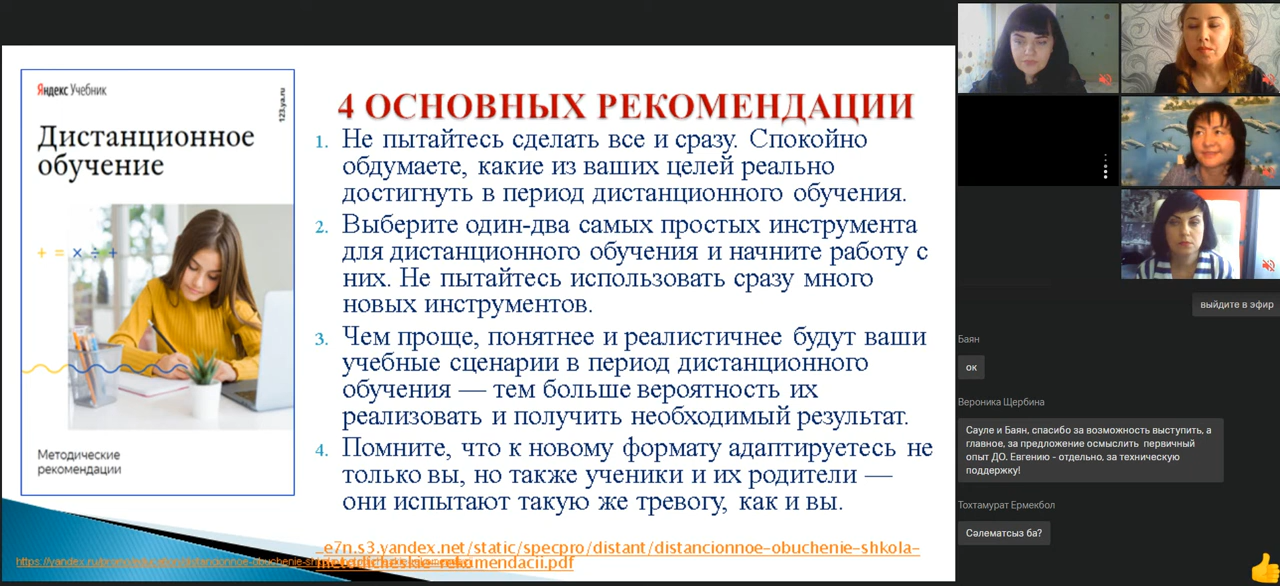 Яндекс Учебник
123.ya.ru
Дистанционное
обучение
Методические
рекомендации
4 ОСНОВНЫХ РЕКОМЕНДАЦИИ
1. Не пытайтесь сделать все и сразу. Спокойно
обдумаете, какие из ваших целей реально
достигнуть в период дистанционного обучения.
2. Выберите один-два самых простых инструмента
для дистанционного обучения и начните работу с
них. Не пытайтесь использовать сразу много
новых инструментов.
3. Чем проще, понятнее и реалистичнее будут ваши
учебные сценарии в период дистанционного
обучения — тем больше вероятность их
реализовать и получить необходимый результат.
4. Помните, что к новому формату адаптируетесь не
только вы, но также ученики и их родители —
они испытают такую же тревогу, как и вы.
_e7n.s3.yandex.net/static/specpro/distant/distancionnoe-obuchenie-shkola-
выйдите в эфир
Баян
ок
Вероника Щербина
Сауле и Баян, спасибо за возможность выступить, а
главное, за предложение осмыслить первичный
опыт ДО. Евгению - отдельно, за техническую
поддержку!
Тохтамурат Ермекбол
Сәлематсыз ба?